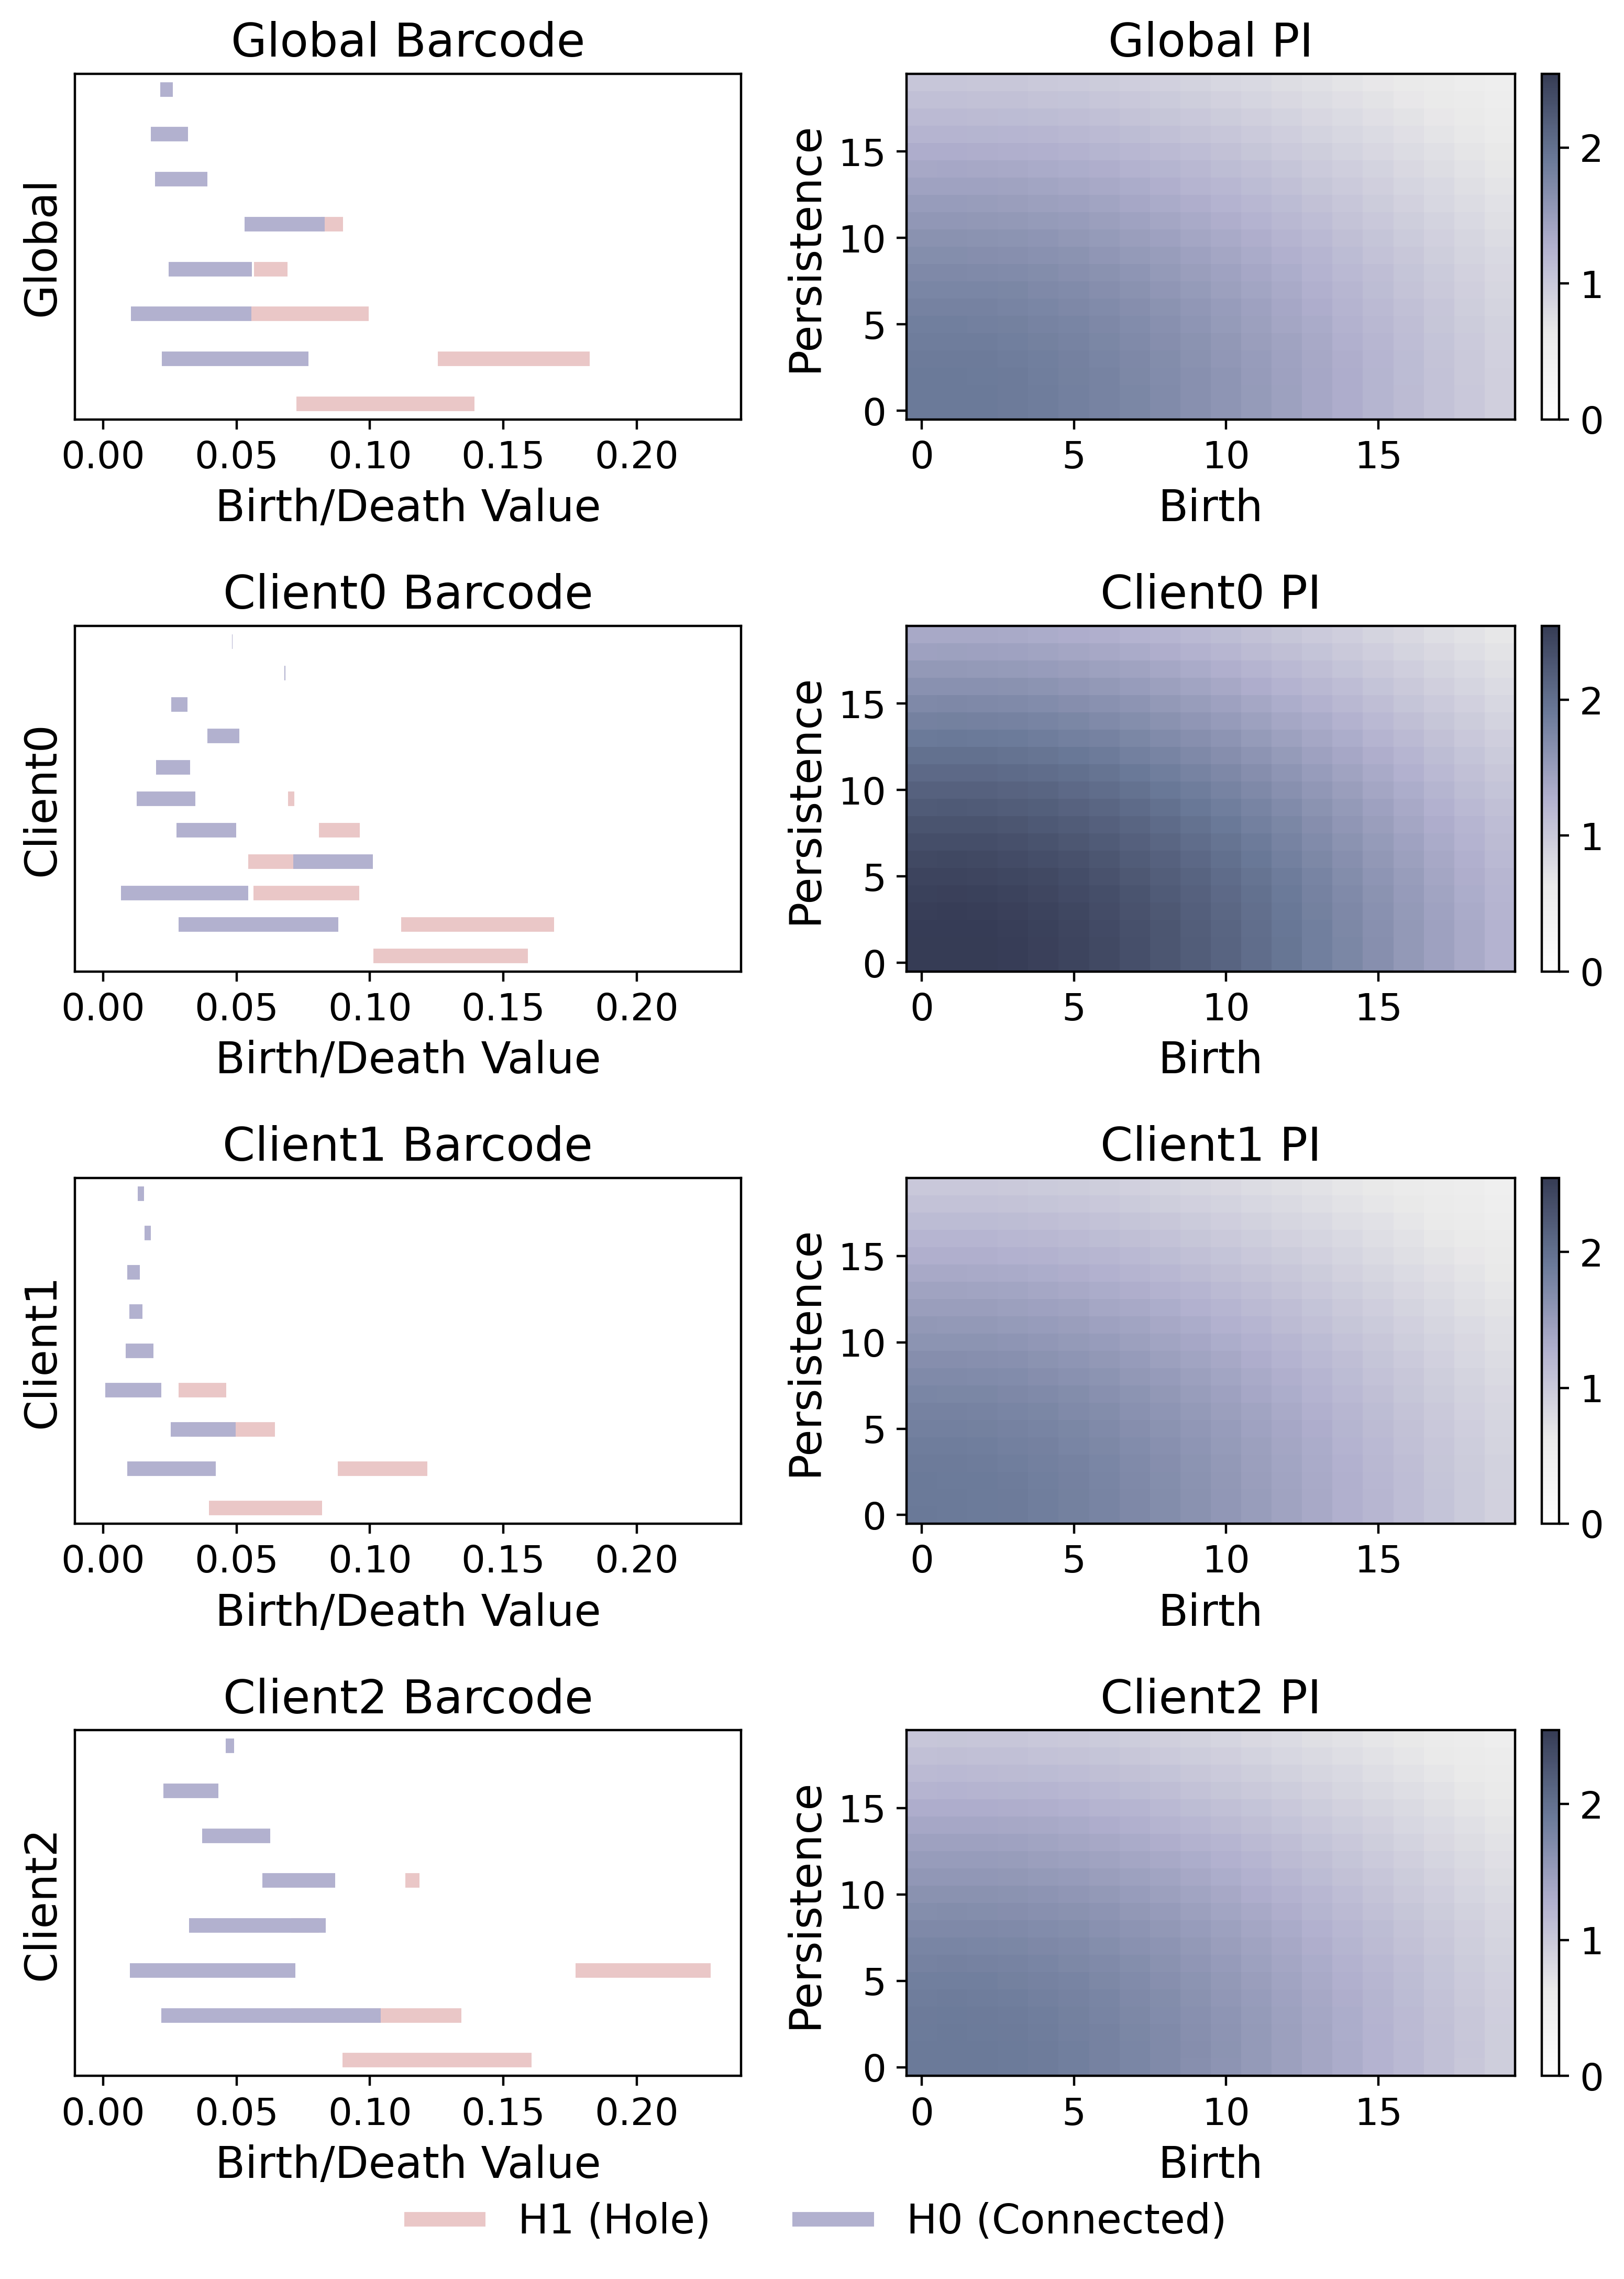 Global Barcode
Global PI
Global
Persistence
15
10
5
0
2
1
0
0.00 0.05 0.10 0.15 0.20
0 5 10 15
Birth/Death Value
Birth
Client0 Barcode
Client0 PI
Client0
Persistence
15
10
5
0
2
1
0
0.00 0.05 0.10 0.15 0.20
0 5 10 15
Birth/Death Value
Birth
Client1 Barcode
Client1 PI
Client1
Persistence
15
10
5
0
2
1
0
0.00 0.05 0.10 0.15 0.20
0 5 10 15
Birth/Death Value
Birth
Client2 Barcode
Client2 PI
Client2
Persistence
15
10
5
0
2
1
0
0.00 0.05 0.10 0.15 0.20
0 5 10 15
Birth/Death Value
Birth
H1 (Hole) H0 (Connected)